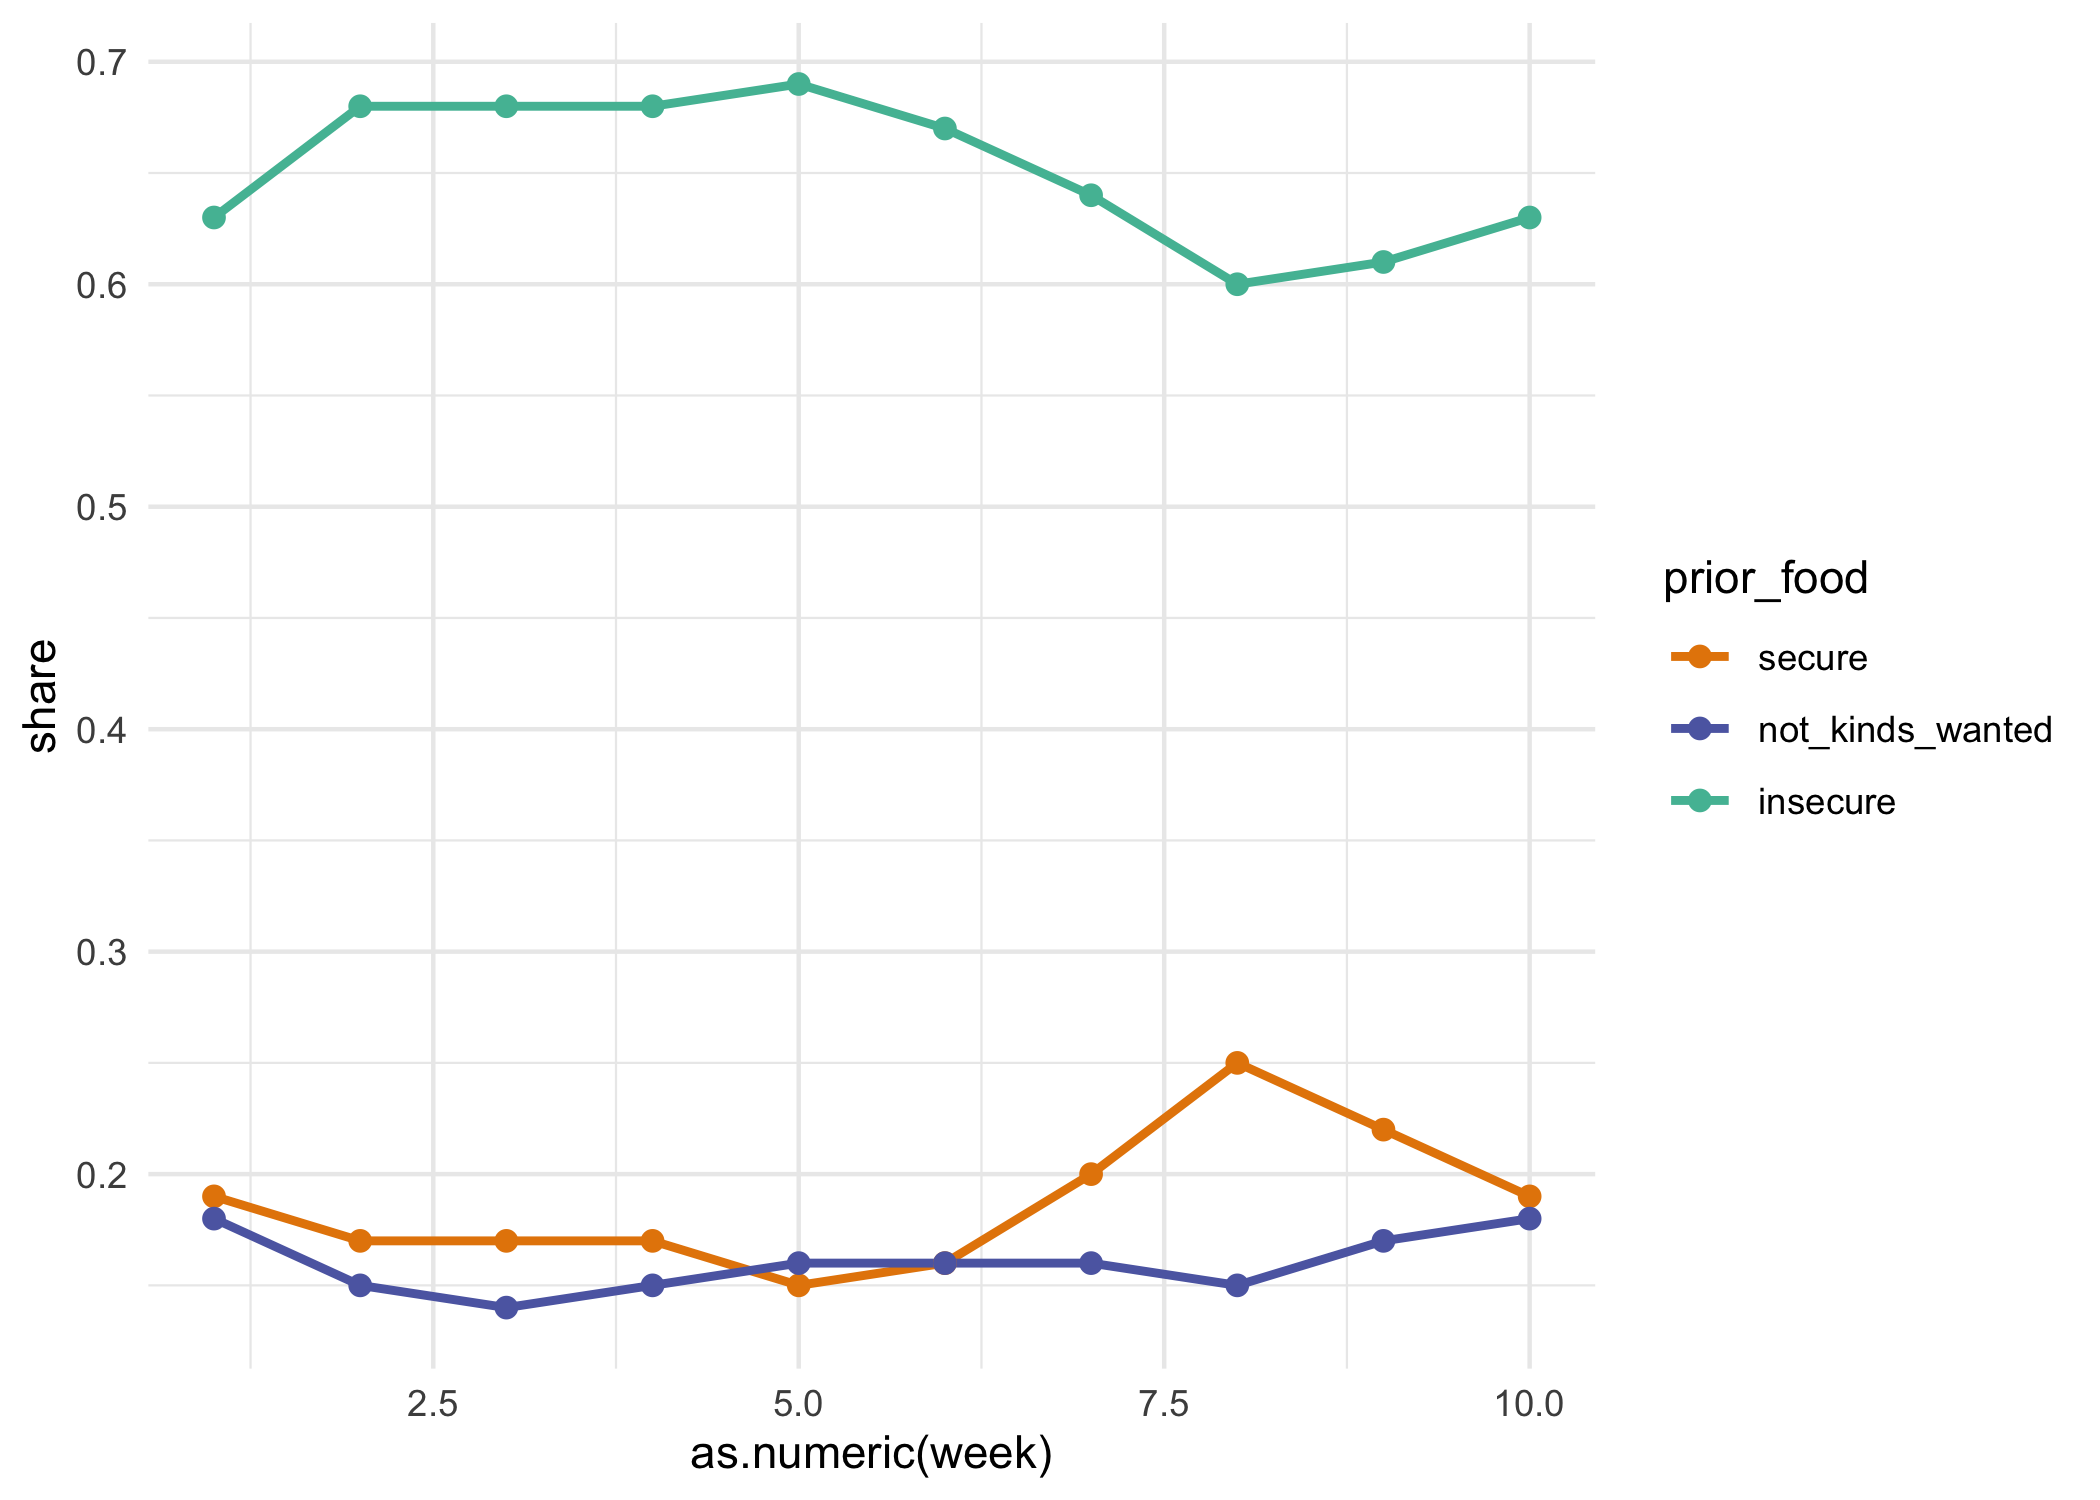 0.7
0.6
0.5
0.4
0.3
0.2
share
2.5 5.0 7.5 10.0
as.numeric(week)
prior_food
secure
not_kinds_wanted
insecure